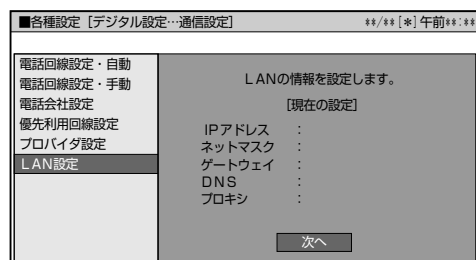 ■各種設定［デジタル設定…通信設定］ **/**[*]午前**:**
電話回線設定・自動
電話回線設定・手動
電話会社設定
優先利用回線設定
プロバイダ設定
LAN設定
LANの情報を設定します。
[現在の設定]
IPアドレス :
ネットマスク :
ゲートウェイ :
DNS :
プロキシ :
次へ